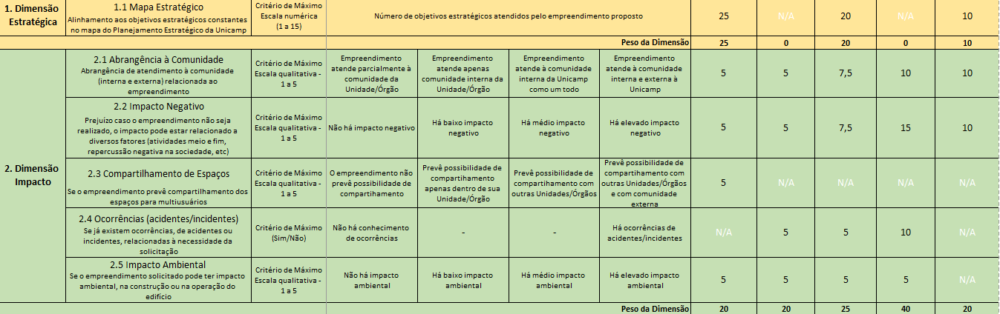 1. Dimensão
Estratégica
1.1 Mapa Estratégico
Alinhamento aos objetivos estratégicos constantes
no mapa do Planejamento Estratégico da Unicamp
Critério de Máximo
Escala numérica
(1 a 15)
Número de objetivos estratégicos atendidos pelo empreendimento proposto
25
N/A
20
N/A
10
Peso da Dimensão
25
0
20
0
10
2. Dimensão
Impacto
2.1 Abrangência à Comunidade
Abrangência de atendimento à comunidade
(interna e externa) relacionada ao
empreendimento
Critério de Máximo
Escala qualitativa -
1 a 5
Empreendimento
atende parcialmente à
comunidade da
Unidade/Órgão
Empreendimento
atende apenas
comunidade interna da
Unidade/Órgão
Empreendimento
atende à comunidade
interna da Unicamp
como um todo
Empreendimento
atende à comunidade
interna e externa à
Unicamp
5
5
7,5
10
10
2.2 Impacto Negativo
Prejuízo caso o empreendimento não seja
realizado, o impacto pode estar relacionado a
diversos fatores (atividades meio e fim,
repercussão negativa na sociedade, etc)
Critério de Máximo
Escala qualitativa -
1 a 5
Não há impacto negativo
Há baixo impacto
negativo
Há médio impacto
negativo
Há elevado impacto
negativo
5
5
7,5
15
10
2.3 Compartilhamento de Espaços
Se o empreendimento prevê compartilhamento dos
espaços para multiusuários
Critério de Máximo
Escala qualitativa -
1 a 5
O empreendimento não
prevê possibilidade de
compartihamento
Prevê possibilidade de
compartihamento
apenas dentro de sua
Unidade/Órgão
Prevê possibilidade de
compartihamento com
outras Unidades/Órgãos
Prevê possibilidade de
compartihamento com
outras Unidades/Órgãos
e com comunidade
externa
5
N/A
N/A
N/A
N/A
2.4 Ocorrências (acidentes/incidentes)
Se já existem ocorrências, de acidentes ou
incidentes, relacionadas à necessidade da
solicitação
Critério de Máximo
(Sim/Não)
Não há conhecimento
de ocorrências
-
-
Há ocorrências de
acidentes/incidentes
N/A
5
5
10
N/A
2.5 Impacto Ambiental
Se o empreendimento solicitado pode ter impacto
ambiental, na construção ou na operação do
edifício
Critério de Máximo
Escala qualitativa -
1 a 5
Não há impacto
ambiental
Há baixo impacto
ambiental
Há médio impacto
ambiental
Há elevado impacto
ambiental
5
5
5
5
N/A
Peso da Dimensão
20
20
25
40
20